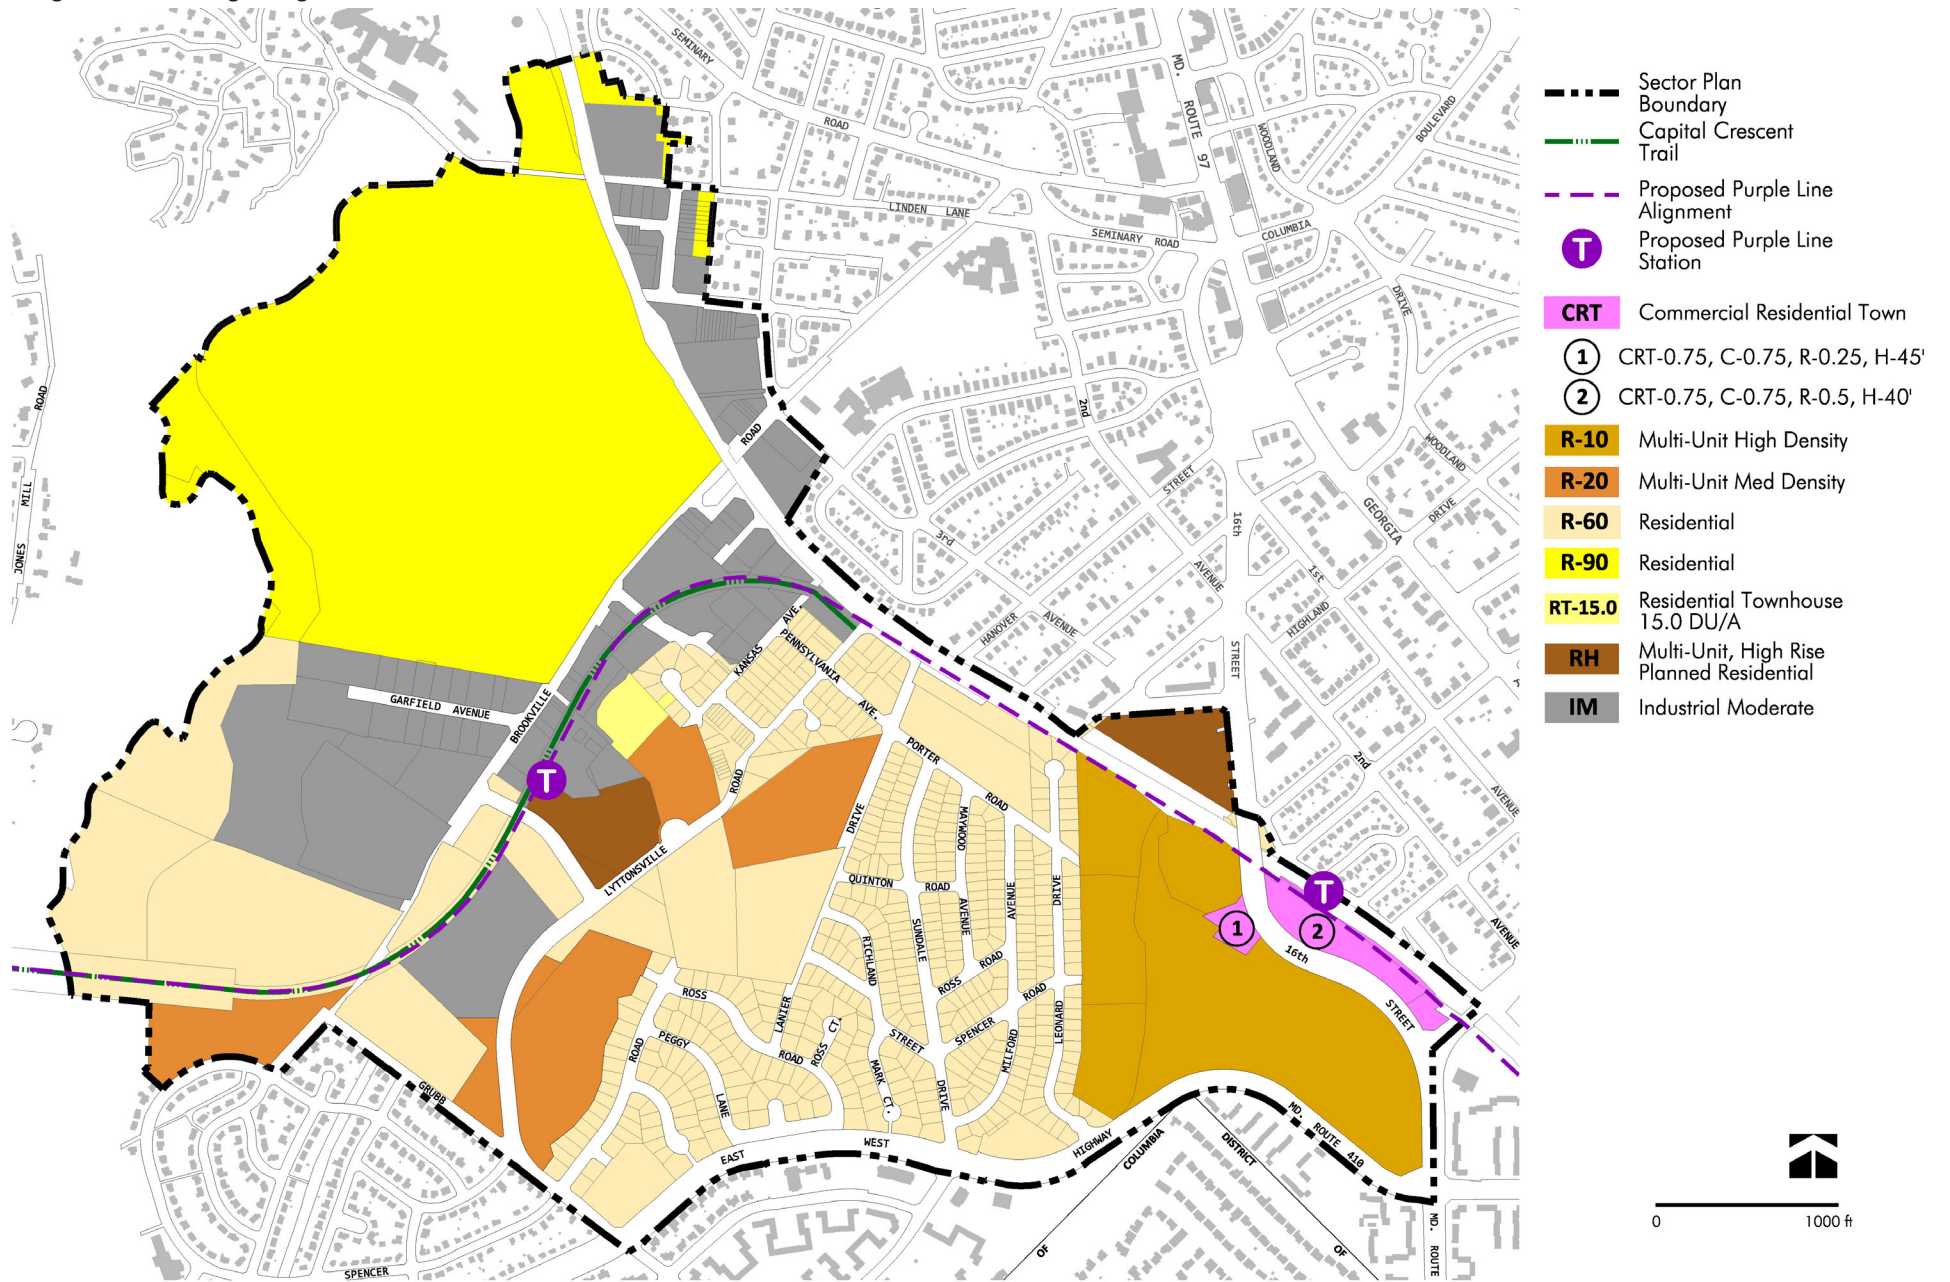 SEMINARY
ROAD
MD.
ROUTE
97
WOODLAND
BOULEVARD
LINDEN LANE
SEMINARY ROAD
COLUMBIA
DRIVE
ROAD
MILL
JONES
ROAD
2nd
STREET
3rd
16th
AVENUE
WOODLAND
DRIVE
GEORGIA
1st
HIGHLAND
HANOVER
AVENUE
STREET
2nd
AVENUE
AVENUE
GARFIELD AVENUE
BROOKVILLE
KANSAS
AVE.
PENNSYLVANIA
AVE.
PORTER
ROAD
ROAD
LYTTONSVILLE
DRIVE
MAYWOOD
AVENUE
QUINTON
ROAD
SUNDALE
AVENUE
DRIVE
RICHLAND
ROSS
ROAD
SPENCER
ROAD
LEONARD
MILFORD
LANIER
ROSS
ROAD
ROSS CT.
STREET
MARK
CT.
DRIVE
PEGGY
LANE
ROAD
GRUBB
EAST
WEST
HIGHWAY
COLUMBIA
DISTRICT
OF
OF
MD.
ROUTE
410
MD.
ROUTE
SPENCER
16th
STREET
T
T
1
2
Sector Plan
Boundary
Capital Crescent
Trail
Proposed Purple Line
Alignment
T
Proposed Purple Line
Station
CRT Commercial Residential Town
1 CRT-0.75, C-0.75, R-0.25, H-45'
2 CRT-0.75, C-0.75, R-0.5, H-40'
R-10 Multi-Unit High Density
R-20 Multi-Unit Med Density
R-60 Residential
R-90 Residential
RT-15.0 Residential Townhouse
15.0 DU/A
RH Multi-Unit, High Rise
Planned Residential
IM Industrial Moderate
0 1000 ft